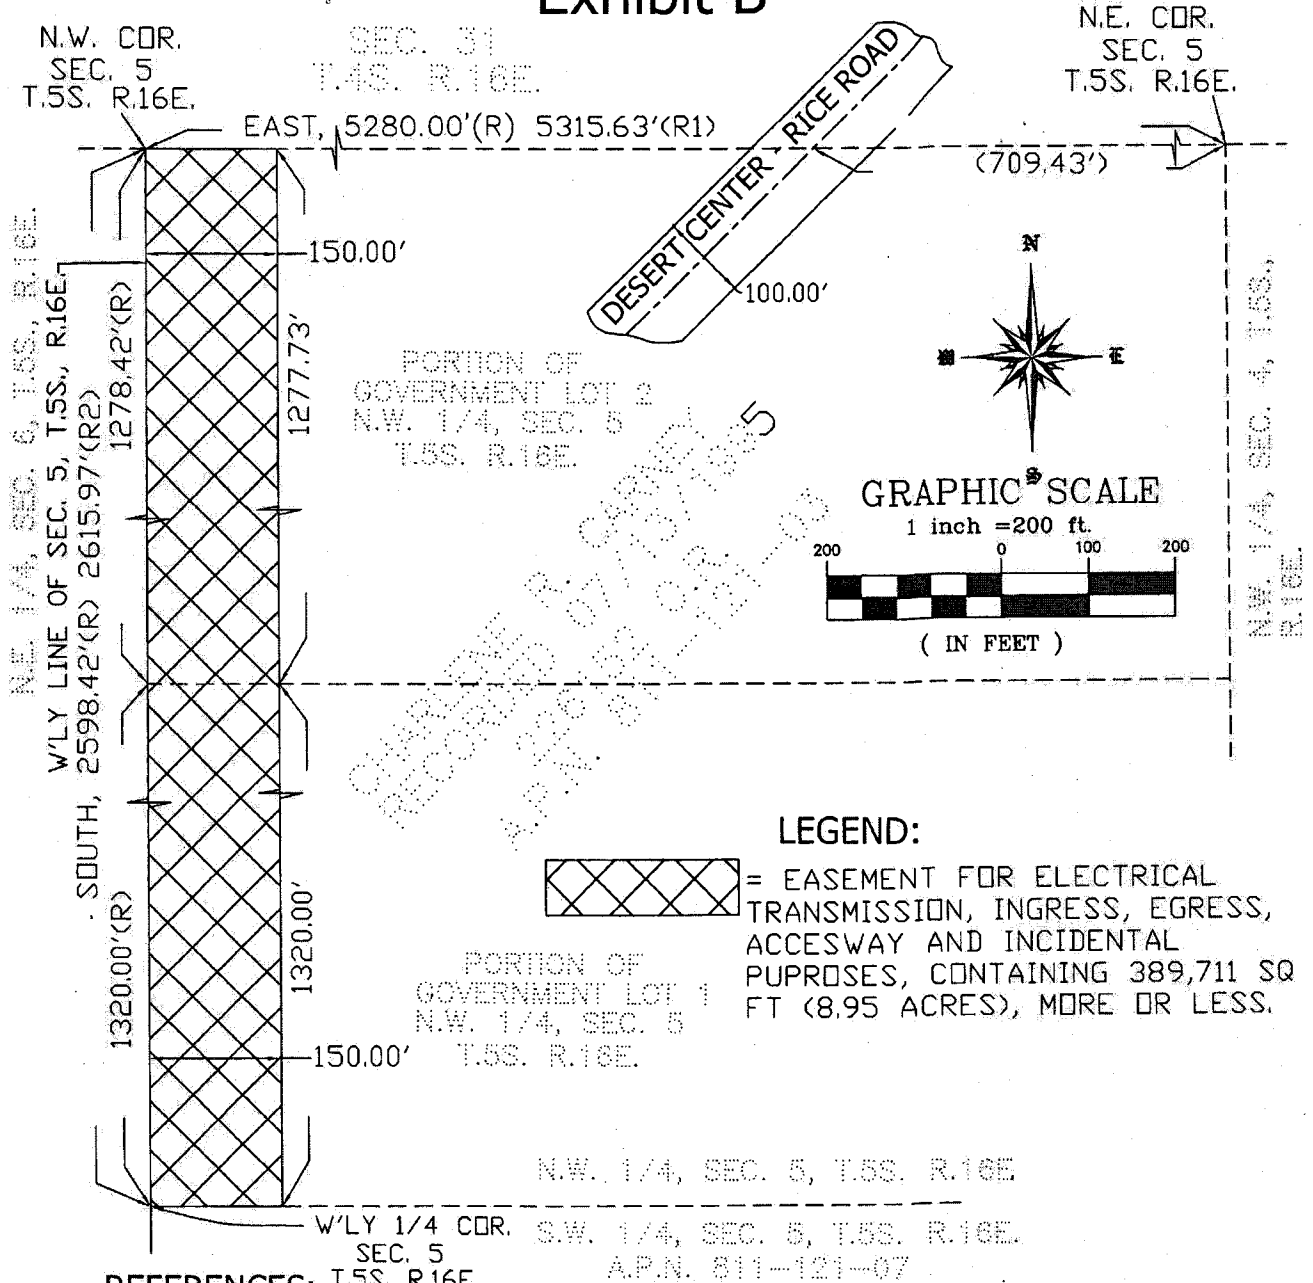 Exhibit B
N.W. COR.
SEC. 5
T.5S. R.16E.
SEC. 31
T.4S. R.16E.
N.E. COR.
SEC. 5
T.5S. R.16E.
EAST, 5280.00'(R) 5315.63'(R1)
(709.43')
DESERT CENTER - RICE ROAD
100.00'
150.00'
N.E. 1/4, SEC. 6, T.5S., R.16E.
W'LY LINE OF SEC. 5, T.5S., R.16E.
SOUTH, 2598.42'(R) 2615.97'(R2)
1278.42'(R)
1277.73'
PORTION OF
GOVERNMENT LOT 2
N.W. 1/4, SEC. 5
T.5S. R.16E.
N
E
S
GRAPHIC SCALE
1 inch =200 ft.
200 0 100 200
( IN FEET )
N.W. 1/4, SEC. 4, T.5S.,
R.16E.
CHARLENE R.
RECORDED 07/
5
A.P.N.
O.R.
LEGEND:
= EASEMENT FOR ELECTRICAL
TRANSMISSION, INGRESS, EGRESS,
ACCESWAY AND INCIDENTAL
PUPROSES, CONTAINING 389,711 SQ
FT (8.95 ACRES), MORE OR LESS.
1320.00'(R)
1320.00'
PORTION OF
GOVERNMENT LOT 1
N.W. 1/4, SEC. 5
T.5S. R.16E.
150.00'
N.W. 1/4, SEC. 5, T.5S. R.16E.
S.W. 1/4, SEC. 5, T.5S. R.16E.
A.P.N. 811-121-07
W'LY 1/4 COR.
SEC. 5
T.5S. R.16E.
REFERENCES: